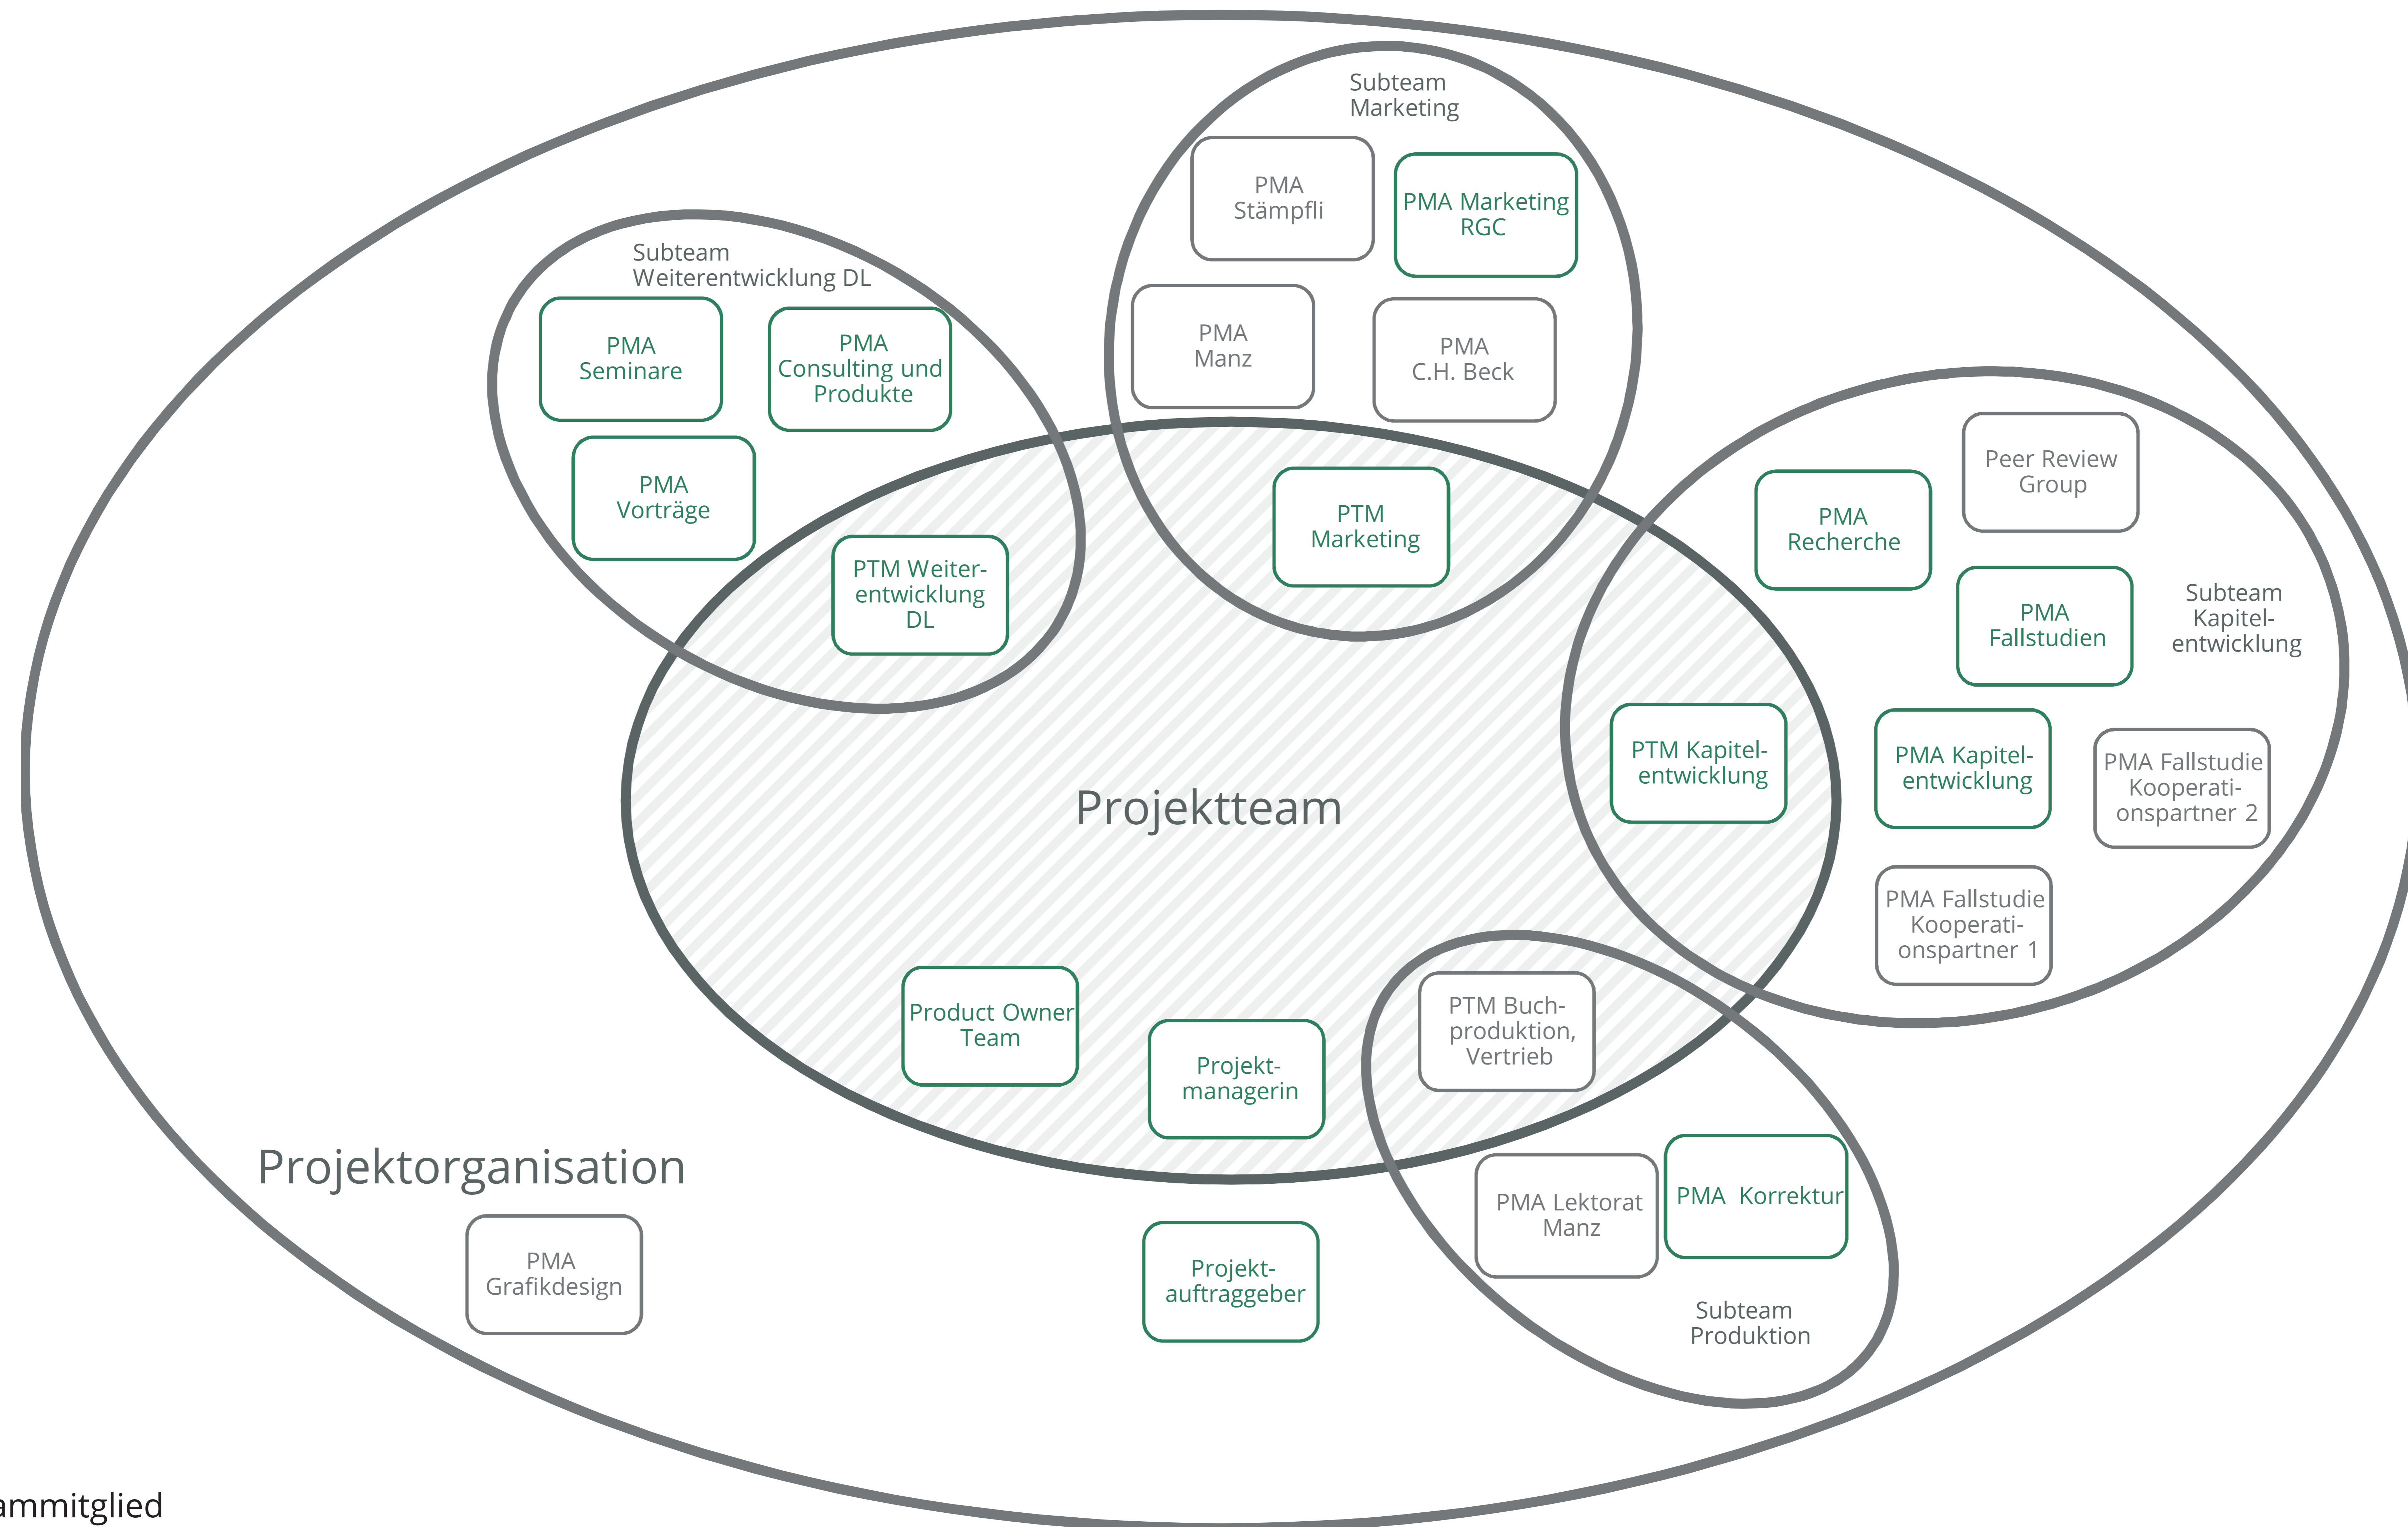 Subteam
Marketing
PMA
Stämpfli
PMA Marketing
RGC
PMA
Manz
PMA
C.H. Beck
Subteam
Weiterentwicklung DL
PMA
Seminare
PMA
Consulting und
Produkte
PMA
Vorträge
PTM Weiter-
entwicklung
DL
PTM
Marketing
Peer Review
Group
PMA
Recherche
PMA
Fallstudien
Subteam
Kapitel-
entwicklung
PTM Kapitel-
entwicklung
PMA Kapitel-
entwicklung
PMA Fallstudie
Kooperati-
onspartner 2
PMA Fallstudie
Kooperati-
onspartner 1
Projektteam
Product Owner
Team
Projekt-
managerin
PTM Buch-
produktion,
Vertrieb
PMA Lektorat
Manz
PMA Korrektur
Subteam
Produktion
Projektorganisation
PMA
Grafikdesign
Projekt-
auftraggeber
ammitglied